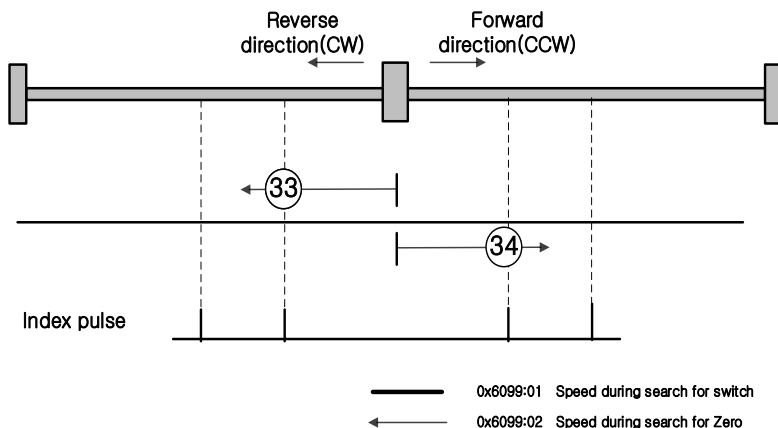 Reverse
direction(CW)
Forward
direction(CCW)
33
34
Index pulse
0x6099:01 Speed during search for switch
0x6099:02 Speed during search for Zero